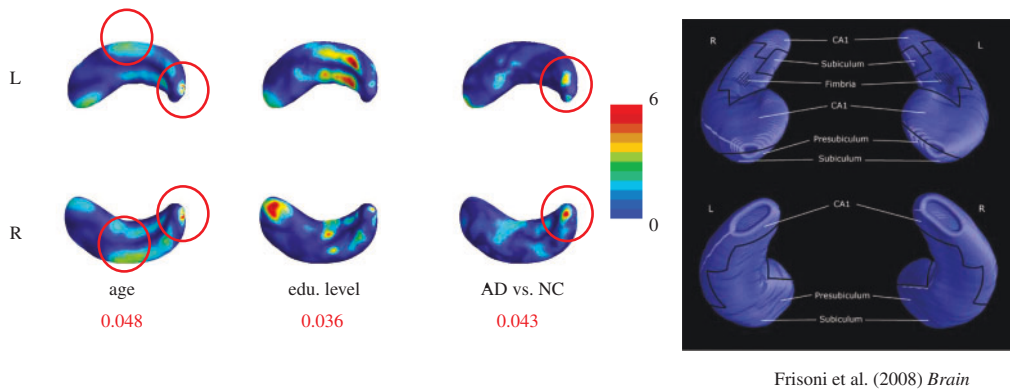 L
6
0
R
age
edu. level
AD vs. NC
0.048
0.036
0.043
R
L
CA1
Subiculum
Fimbria
CA1
Presubiculum
Subiculum
L
R
CA1
Presubiculum
Subiculum
Frisoni et al. (2008) Brain